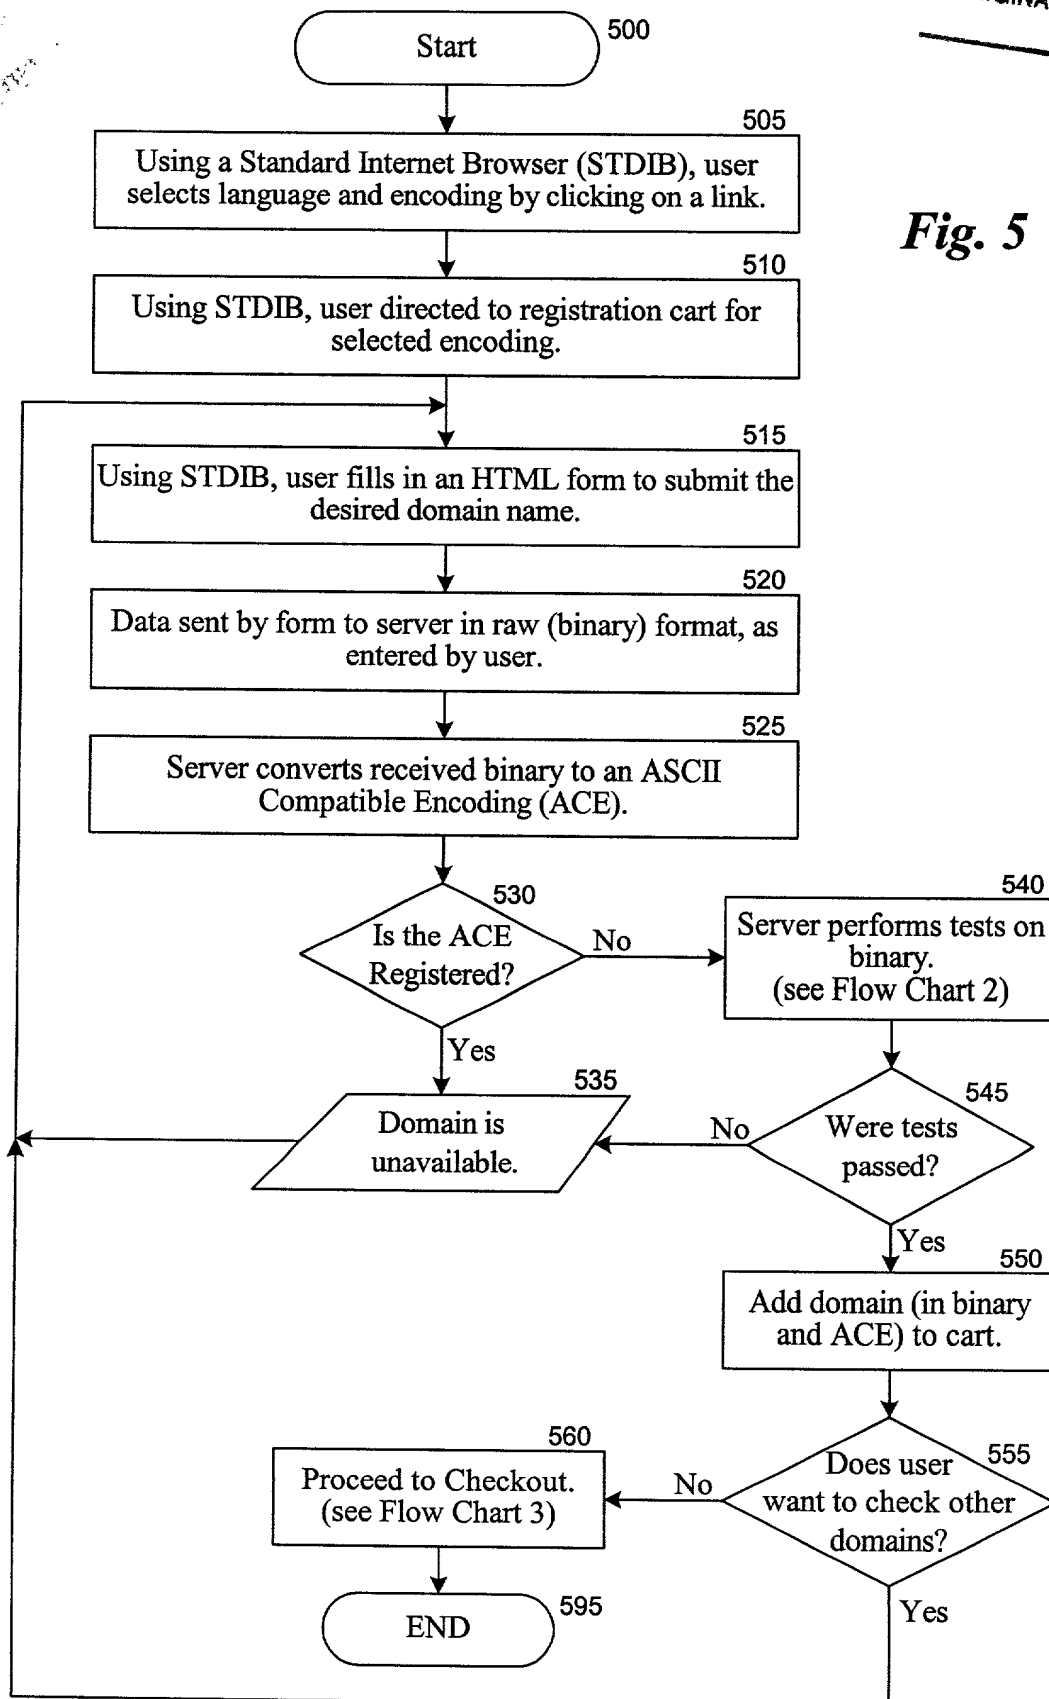 Start
500
505
Using a Standard Internet Browser (STDIB), user
selects language and encoding by clicking on a link.
Fig. 5
510
Using STDIB, user directed to registration cart for
selected encoding.
515
Using STDIB, user fills in an HTML form to submit the
desired domain name.
520
Data sent by form to server in raw (binary) format, as
entered by user.
525
Server converts received binary to an ASCII
Compatible Encoding (ACE).
530
Is the ACE
Registered?
No
Yes
540
Server performs tests on
binary.
(see Flow Chart 2)
535
Domain is
unavailable.
545
Were tests
passed?
No
Yes
550
Add domain (in binary
and ACE) to cart.
555
Does user
want to check other
domains?
No
Yes
560
Proceed to Checkout.
(see Flow Chart 3)
END
595